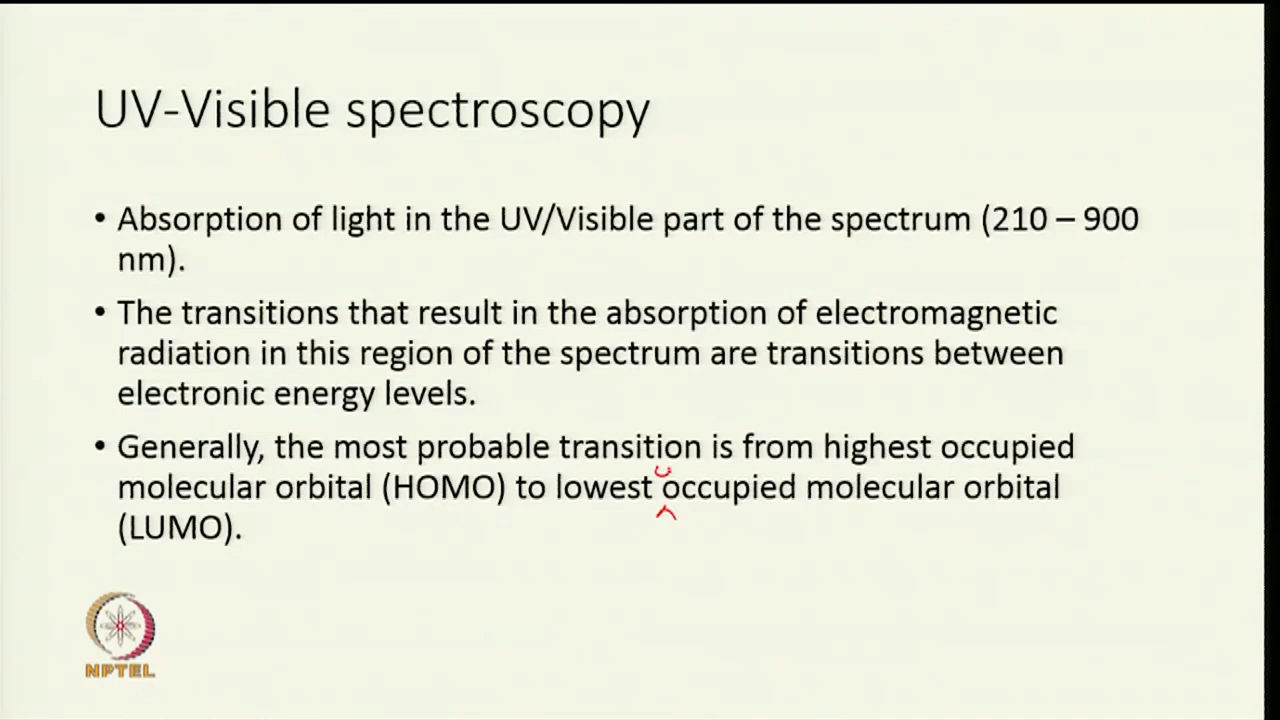 UV-Visible spectroscopy
• Absorption of light in the UV/Visible part of the spectrum (210 – 900
nm).
• The transitions that result in the absorption of electromagnetic
radiation in this region of the spectrum are transitions between
electronic energy levels.
• Generally, the most probable transition is from highest occupied
molecular orbital (HOMO) to lowest occupied molecular orbital
(LUMO).
NPTEL